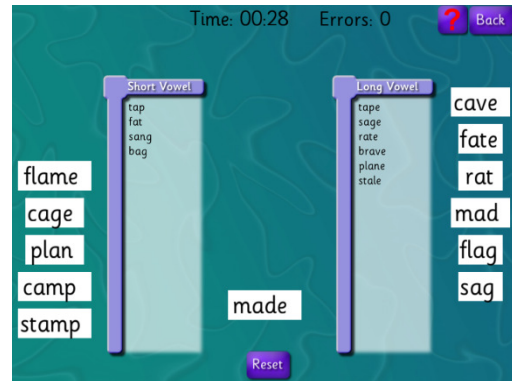 Time: 00:28 Errors: 0 ? Back
Short Vowel
tap
fat
sang
bag
Long Vowel
tape
sage
rate
brave
plane
stale
flame
cage
plan
camp
stamp
made
cave
fate
rat
mad
flag
sag
Reset